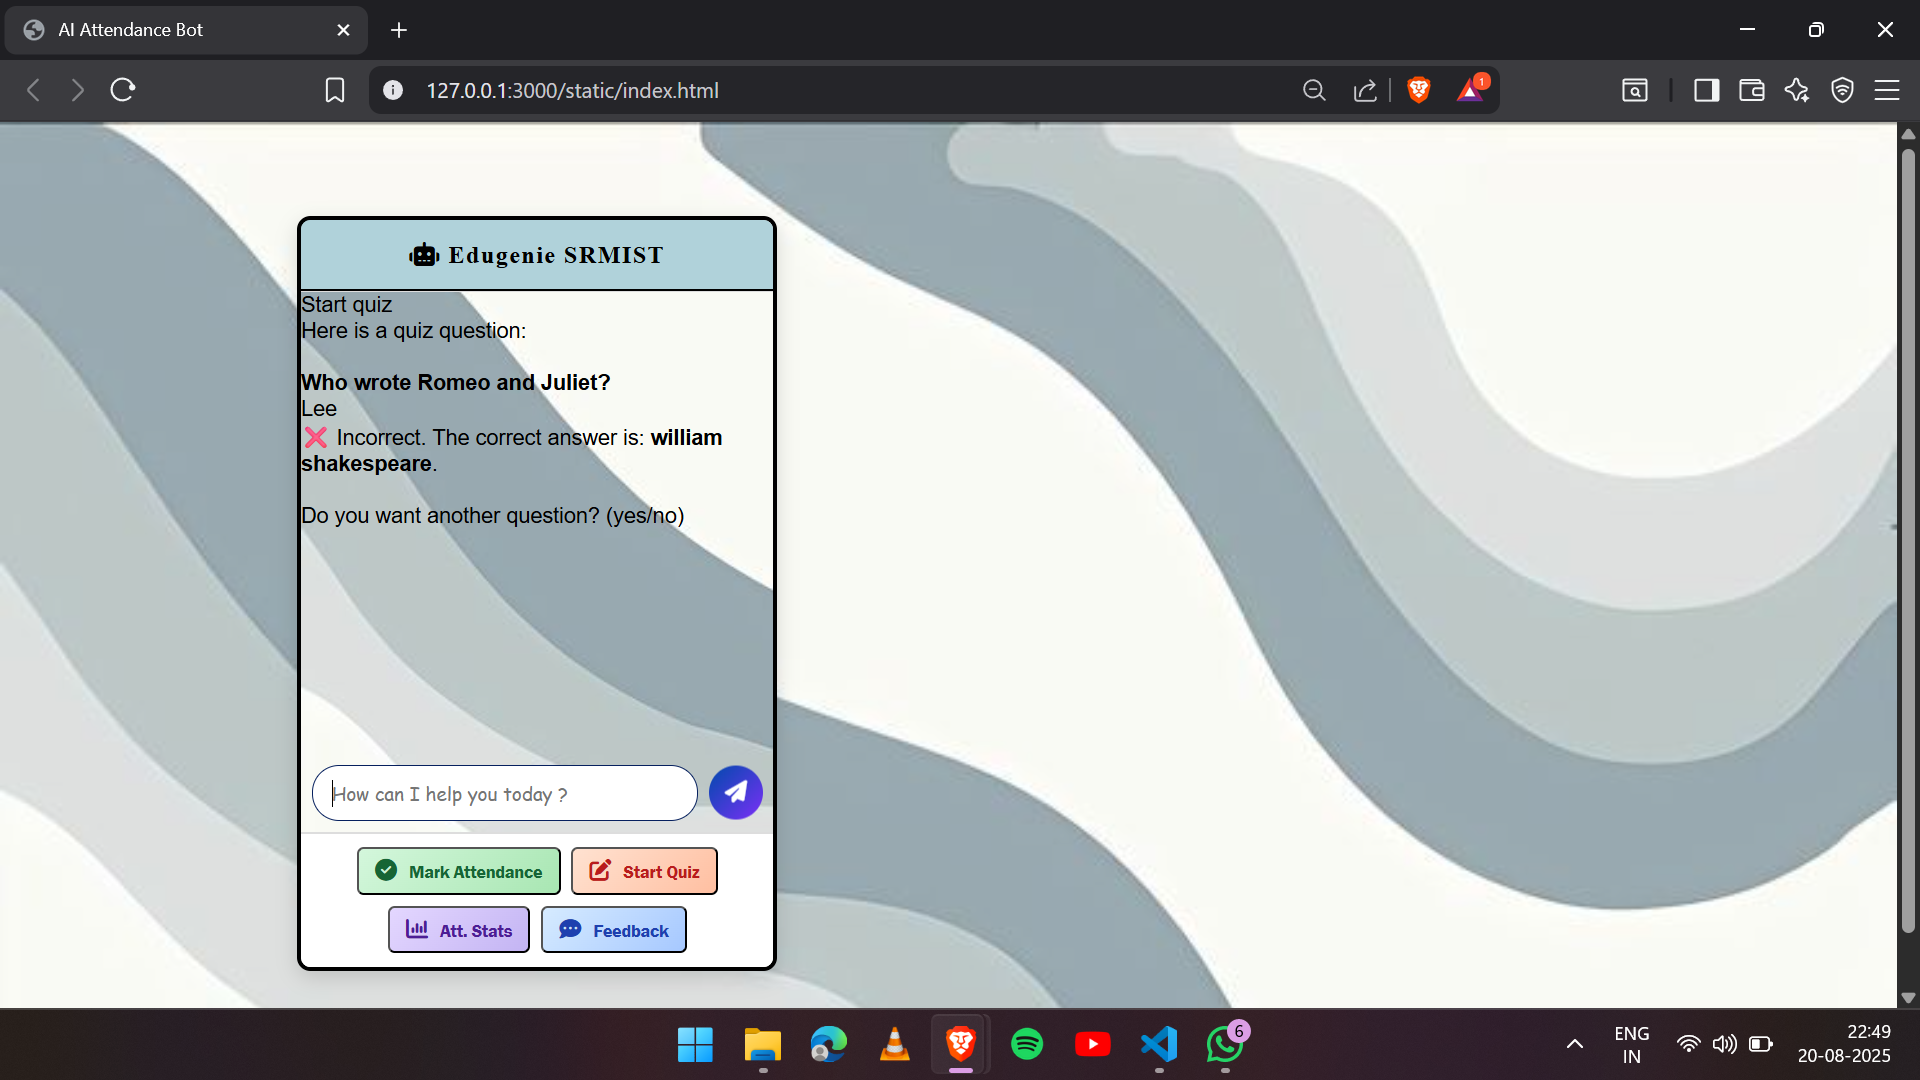 AI Attendance Bot
127.0.0.1:3000/static/index.html
1
Edugenie SRMIST
Start quiz
Here is a quiz question:
Who wrote Romeo and Juliet?
Lee
❌ Incorrect. The correct answer is: william
shakespeare.
Do you want another question? (yes/no)
How can I help you today ?
Mark Attendance
Start Quiz
Att. Stats
Feedback
6
ENG
IN
22:49
20-08-2025